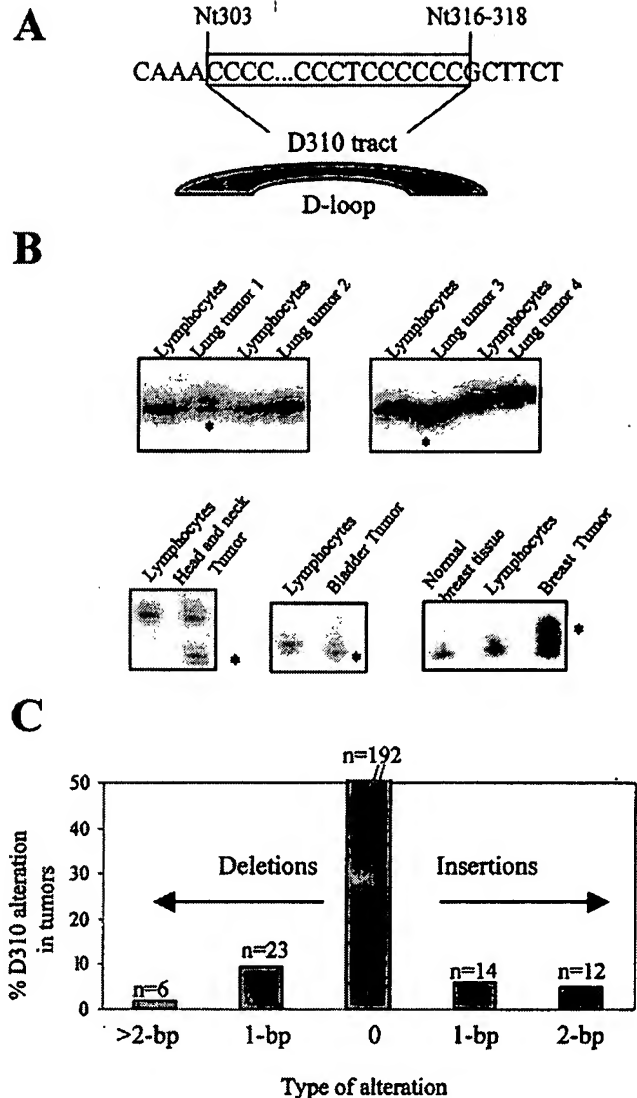 A
Nt303 Nt316-318
CAAACCCC...CCCTCCCCCCGCTTCT
D310 tract
D-loop
B
Lymphocytes
Lung tumor 1
Lymphocytes
Lung tumor 2
Lymphocytes
Lung tumor 3
Lymphocytes
Lung tumor 4
*
*
Lymphocytes
Head and neck
Tumor
Lymphocytes
Bladder Tumor
Normal
breast tissue
Lymphocytes
Breast Tumor
*
*
*
C
n=192
% D310 alteration
in tumors
50
40
30
20
10
0
Deletions Insertions
n=6
n=23
n=14
n=12
>2-bp 1-bp 0 1-bp 2-bp
Type of alteration